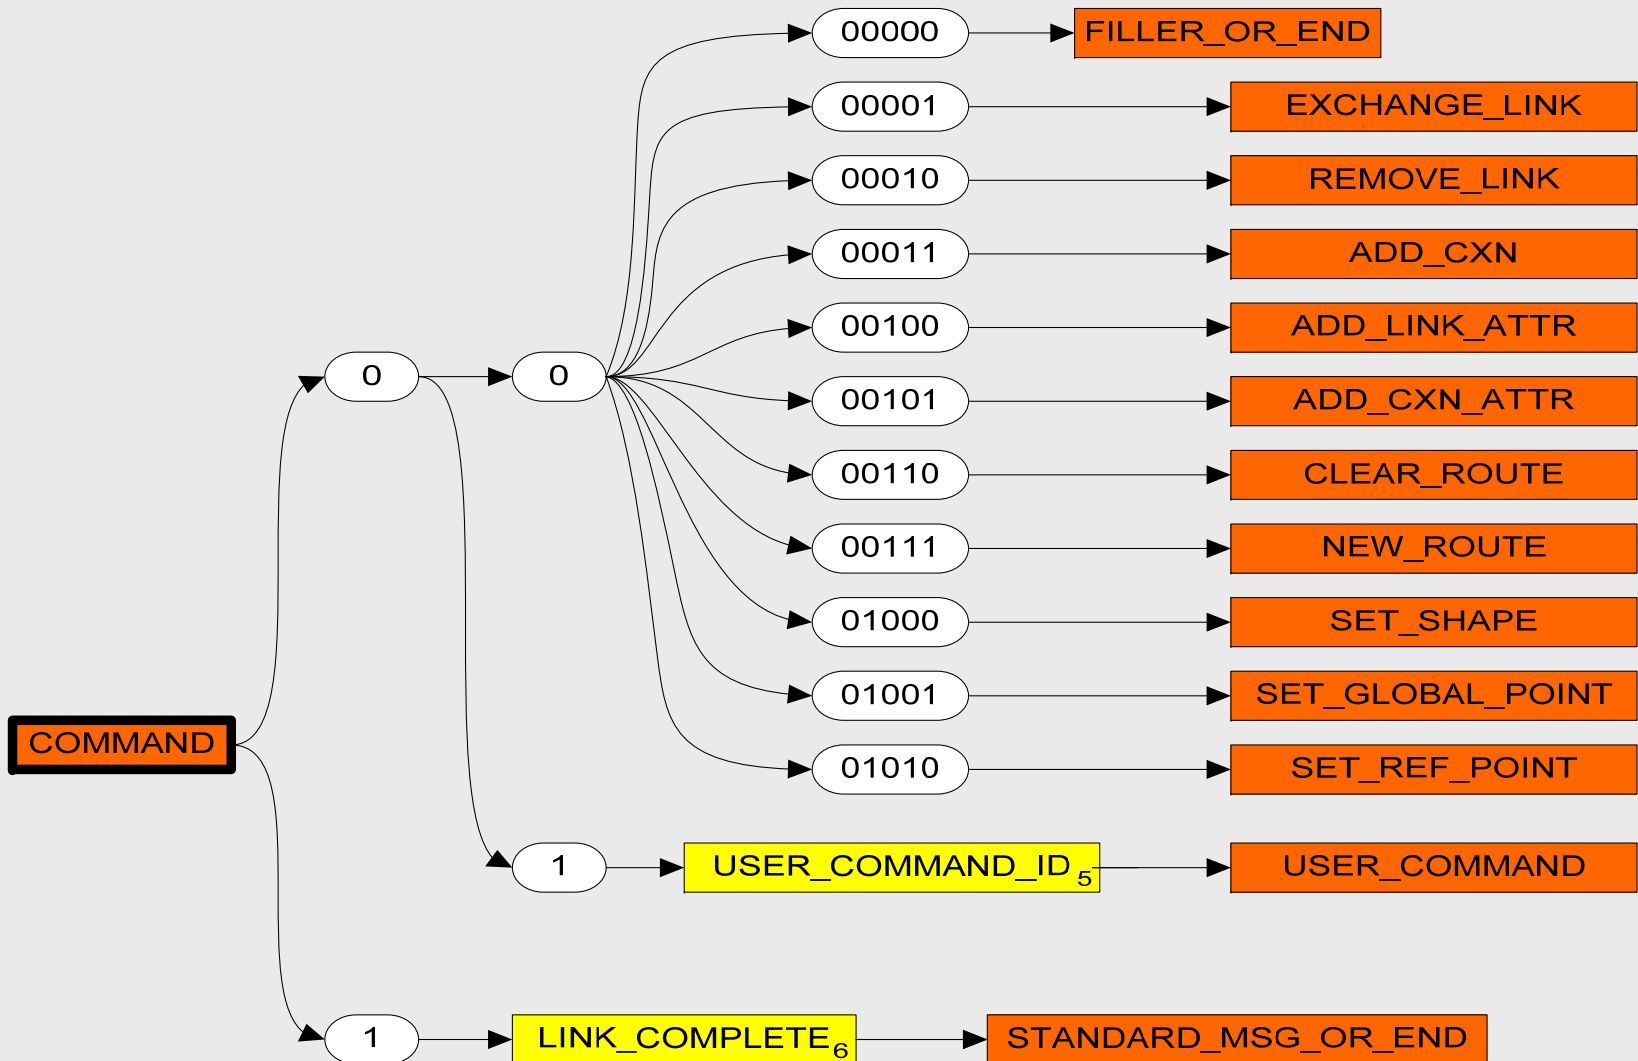 00000 FILLER_OR_END
00001 EXCHANGE_LINK
00010 REMOVE_LINK
00011 ADD_CXN
00100 ADD_LINK_ATTR
0 0
00101 ADD_CXN_ATTR
00110 CLEAR_ROUTE
00111 NEW_ROUTE
01000 SET_SHAPE
01001 SET_GLOBAL_POINT
COMMAND
01010 SET_REF_POINT
1 USER_COMMAND_ID 5 USER_COMMAND
1 LINK_COMPLETE 6 STANDARD_MSG_OR_END